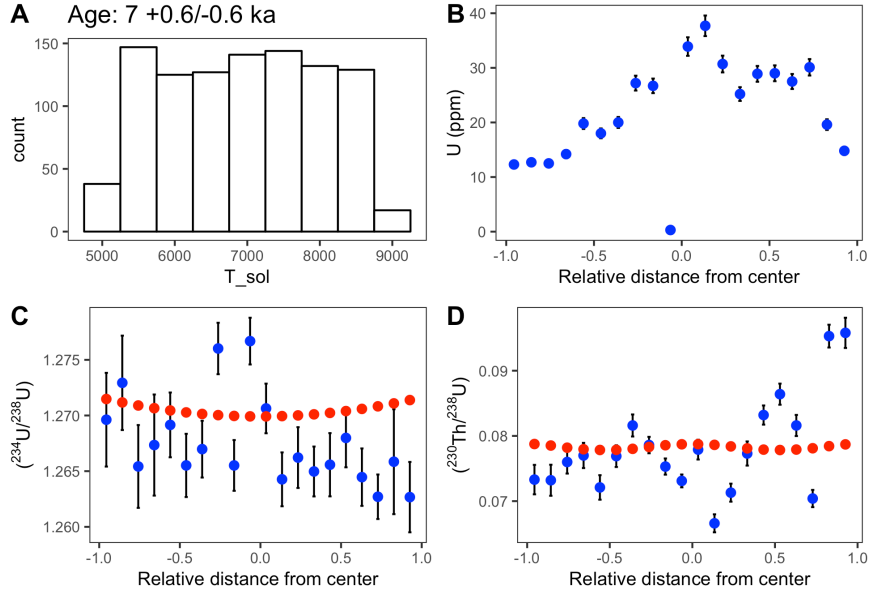 A
Age: 7 +0.6/-0.6 ka
150
100
50
0
count
5000
6000
7000
8000
9000
T_sol
B
40
30
20
10
0
U (ppm)
-1.0
-0.5
0.0
0.5
1.0
Relative distance from center
C
1.275
1.270
1.265
1.260
(²³⁴U/²³⁸U)
-1.0
-0.5
0.0
0.5
1.0
Relative distance from center
D
0.09
0.08
0.07
(²³⁰Th/²³⁸U)
-1.0
-0.5
0.0
0.5
1.0
Relative distance from center